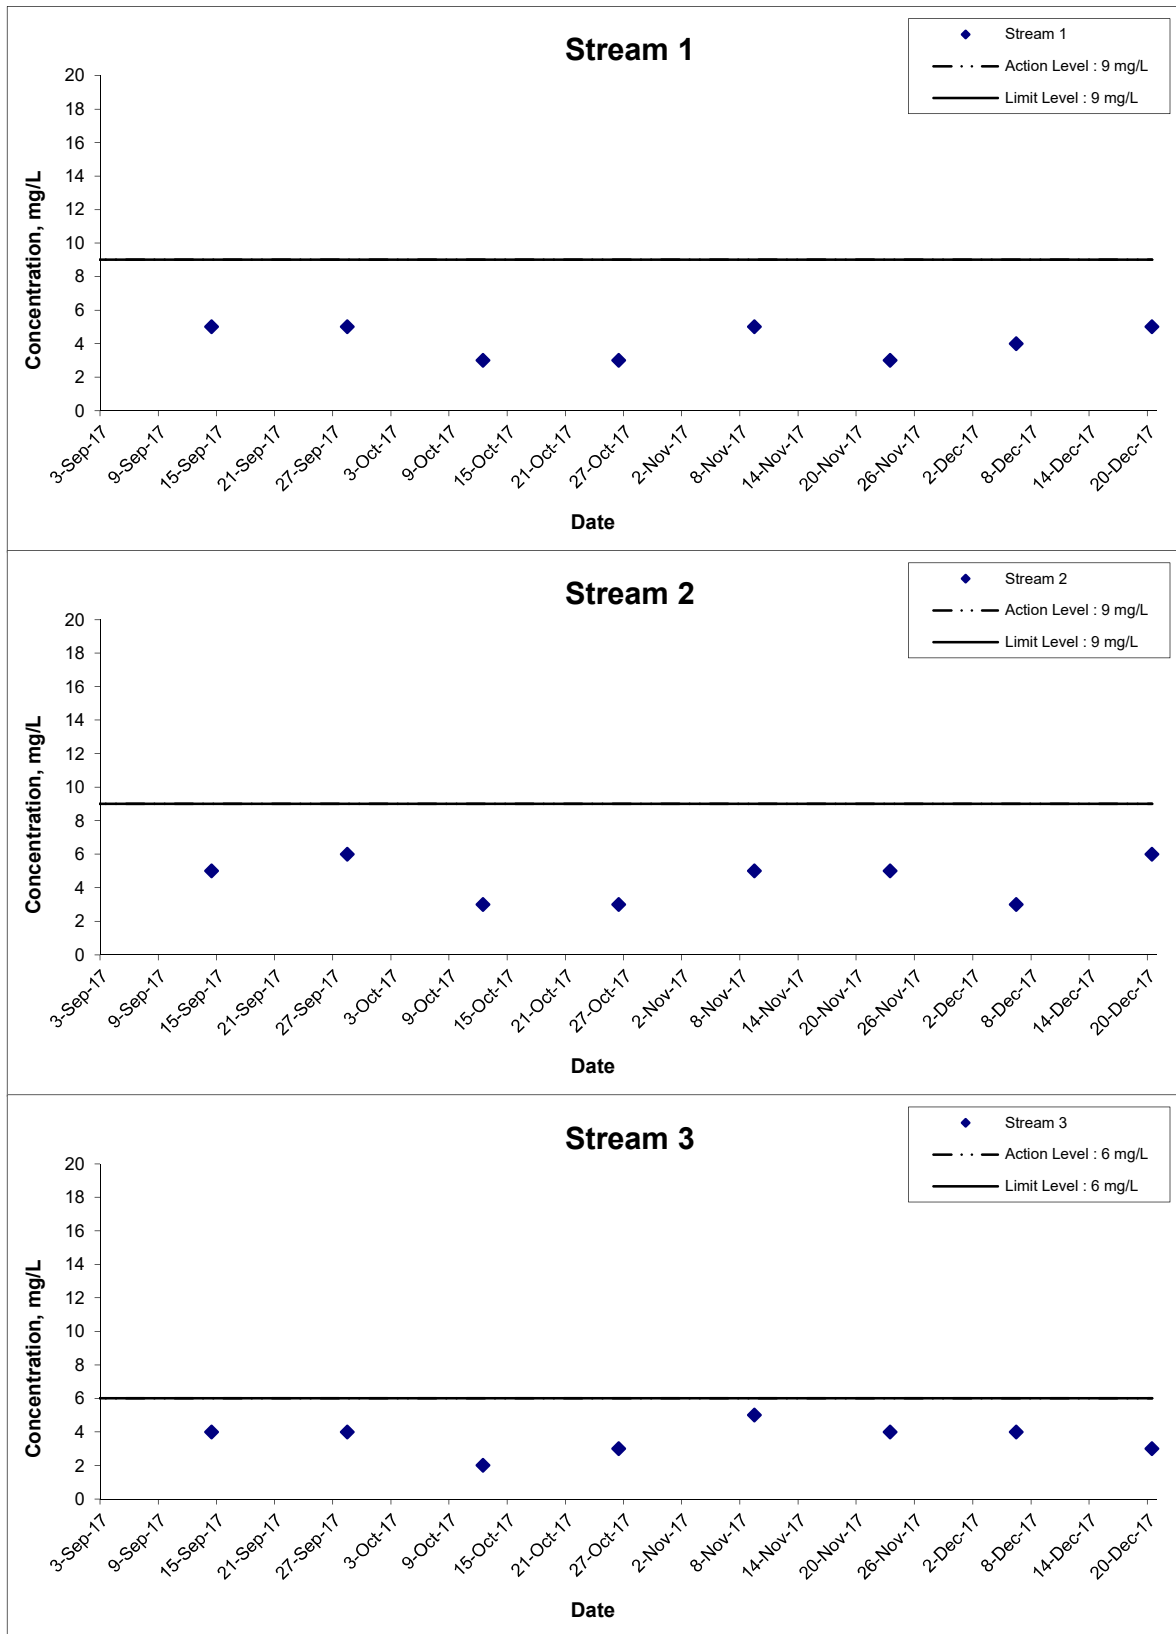 Stream 1
Stream 1
Action Level : 9 mg/L
Limit Level : 9 mg/L
Concentration, mg/L
20
18
16
14
12
10
8
6
4
2
0
3-Sep-17
9-Sep-17
15-Sep-17
21-Sep-17
27-Sep-17
3-Oct-17
9-Oct-17
15-Oct-17
21-Oct-17
27-Oct-17
2-Nov-17
8-Nov-17
14-Nov-17
20-Nov-17
26-Nov-17
2-Dec-17
8-Dec-17
14-Dec-17
20-Dec-17
Date
Stream 2
Stream 2
Action Level : 9 mg/L
Limit Level : 9 mg/L
Concentration, mg/L
20
18
16
14
12
10
8
6
4
2
0
3-Sep-17
9-Sep-17
15-Sep-17
21-Sep-17
27-Sep-17
3-Oct-17
9-Oct-17
15-Oct-17
21-Oct-17
27-Oct-17
2-Nov-17
8-Nov-17
14-Nov-17
20-Nov-17
26-Nov-17
2-Dec-17
8-Dec-17
14-Dec-17
20-Dec-17
Date
Stream 3
Stream 3
Action Level : 6 mg/L
Limit Level : 6 mg/L
Concentration, mg/L
20
18
16
14
12
10
8
6
4
2
0
3-Sep-17
9-Sep-17
15-Sep-17
21-Sep-17
27-Sep-17
3-Oct-17
9-Oct-17
15-Oct-17
21-Oct-17
27-Oct-17
2-Nov-17
8-Nov-17
14-Nov-17
20-Nov-17
26-Nov-17
2-Dec-17
8-Dec-17
14-Dec-17
20-Dec-17
Date